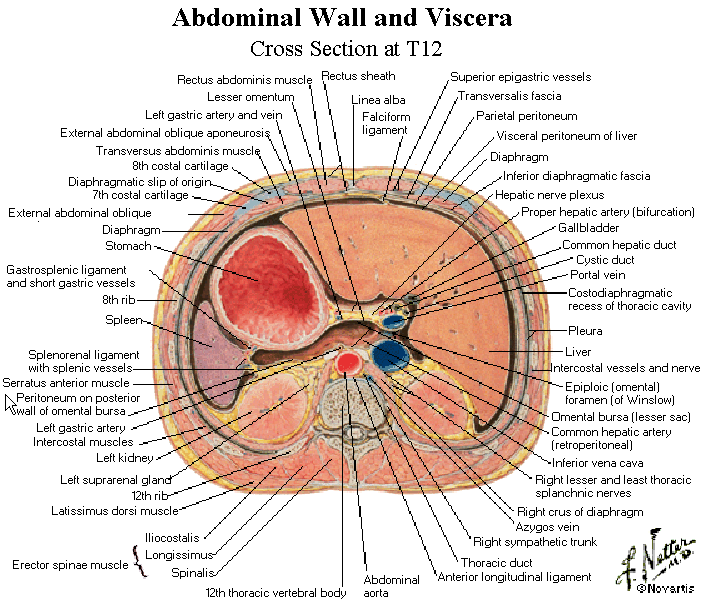 Abdominal Wall and Viscera
Cross Section at T12
Rectus abdominis muscle
Lesser omentum
Left gastric artery and vein
External abdominal oblique aponeurosis
Transversus abdominis muscle
8th costal cartilage
Diaphragmatic slip of origin
7th costal cartilage
External abdominal oblique
Diaphragm
Stomach
Gastrosplenic ligament
and short gastric vessels
8th rib
Spleen
Splenorenal ligament
with splenic vessels
Serratus anterior muscle
Peritoneum on posterior
wall of omental bursa
Left gastric artery
Intercostal muscles
Left kidney
Left suprarenal gland
12th rib
Latissimus dorsi muscle
Erector spinae muscle
Iliocostalis
Longissimus
Spinalis
12th thoracic vertebral body
Rectus sheath
Linea alba
Falciform
ligament
Superior epigastric vessels
Transversalis fascia
Parietal peritoneum
Visceral peritoneum of liver
Diaphragm
Inferior diaphragmatic fascia
Hepatic nerve plexus
Proper hepatic artery (bifurcation)
Gallbladder
Common hepatic duct
Cystic duct
Portal vein
Costodiaphragmatic
recess of thoracic cavity
Pleura
Liver
Intercostal vessels and nerve
Epiploic (omental)
foramen (of Winslow)
Omental bursa (lesser sac)
Common hepatic artery
(retroperitoneal)
Inferior vena cava
Right lesser and least thoracic
splanchnic nerves
Right crus of diaphragm
Azygos vein
Right sympathetic trunk
Thoracic duct
Anterior longitudinal ligament
Abdominal
aorta
F. Netter
M.D.
©Novartis